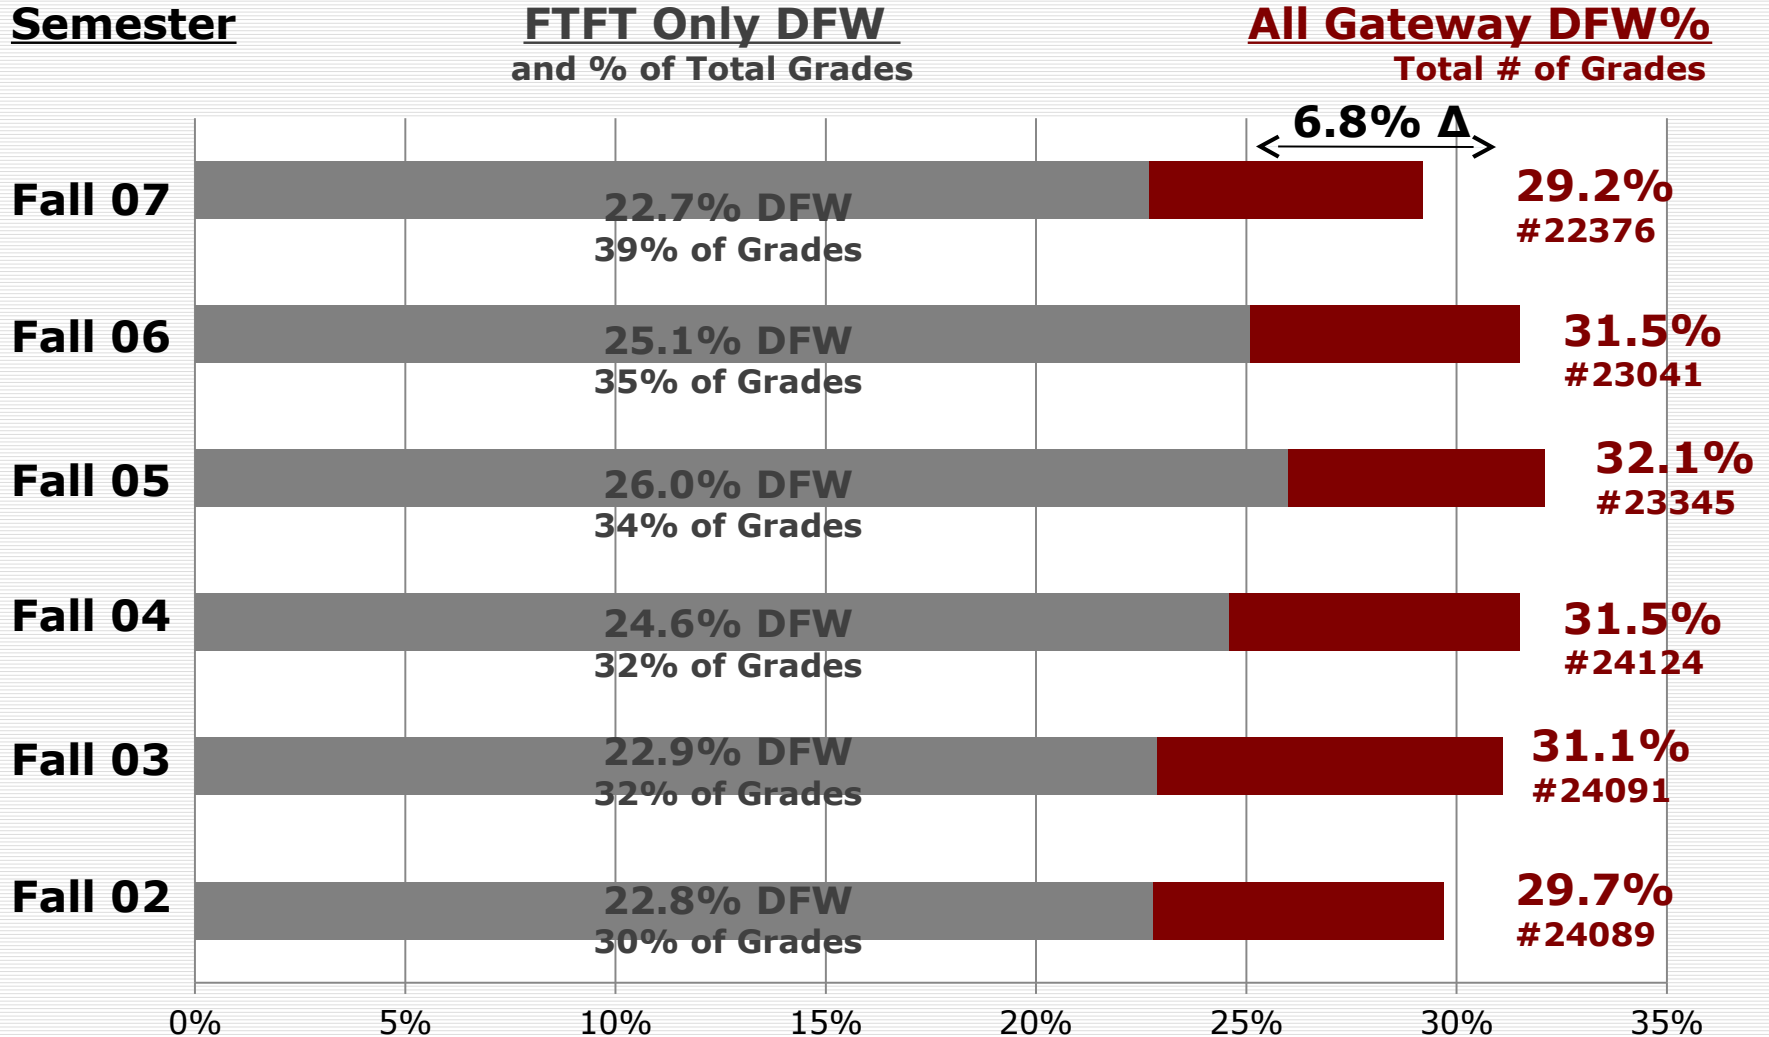 Semester
FTFT Only DFW
and % of Total Grades
All Gateway DFW%
Total # of Grades
6.8% Δ
Fall 07
22.7% DFW
39% of Grades
29.2%
#22376
Fall 06
25.1% DFW
35% of Grades
31.5%
#23041
Fall 05
26.0% DFW
34% of Grades
32.1%
#23345
Fall 04
24.6% DFW
32% of Grades
31.5%
#24124
Fall 03
22.9% DFW
32% of Grades
31.1%
#24091
Fall 02
22.8% DFW
30% of Grades
29.7%
#24089
0% 5% 10% 15% 20% 25% 30% 35%